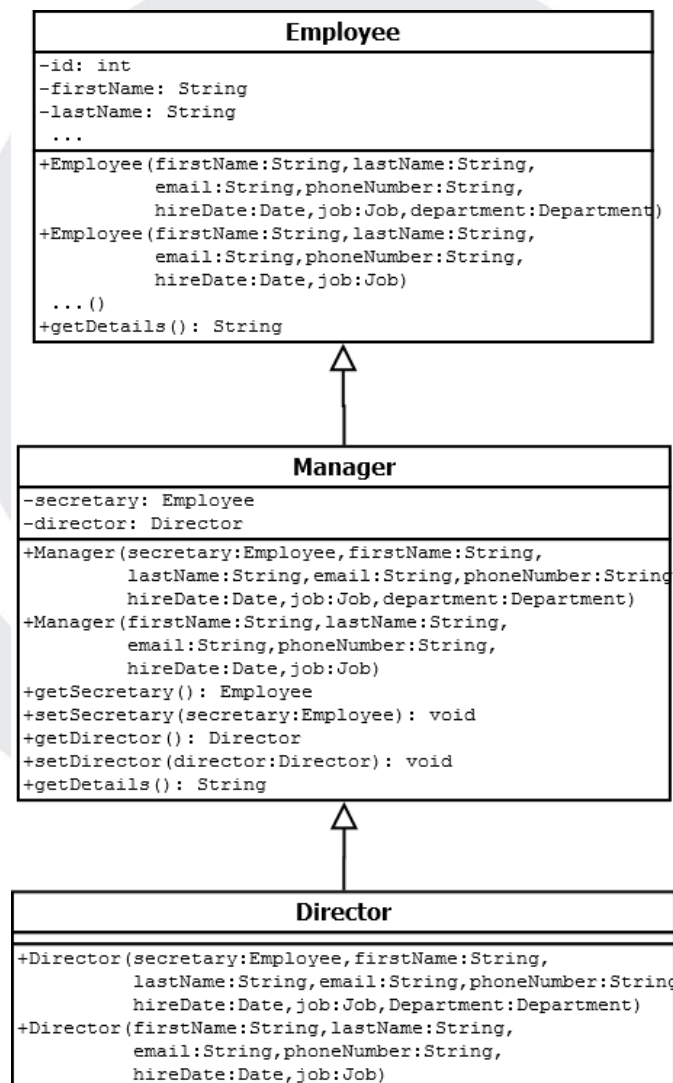 Employee
-id: int
-firstName: String
-lastName: String
...
+Employee(firstName:String,lastName:String,
email:String,phoneNumber:String,
hireDate:Date,job:Job,department:Department)
+Employee(firstName:String,lastName:String,
email:String,phoneNumber:String,
hireDate:Date,job:Job)
...()
+getDetails(): String
Manager
-secretary: Employee
-director: Director
+Manager(secretary:Employee,firstName:String,
lastName:String,email:String,phoneNumber:String
hireDate:Date,job:Job,department:Department)
+Manager(firstName:String,lastName:String,
email:String,phoneNumber:String,
hireDate:Date,job:Job)
+getSecretary(): Employee
+setSecretary(secretary:Employee): void
+getDirector(): Director
+setDirector(director:Director): void
+getDetails(): String
Director
+Director(secretary:Employee,firstName:String,
lastName:String,email:String,phoneNumber:String
hireDate:Date,job:Job,Department:Department)
+Director(firstName:String,lastName:String,
email:String,phoneNumber:String,
hireDate:Date,job:Job)